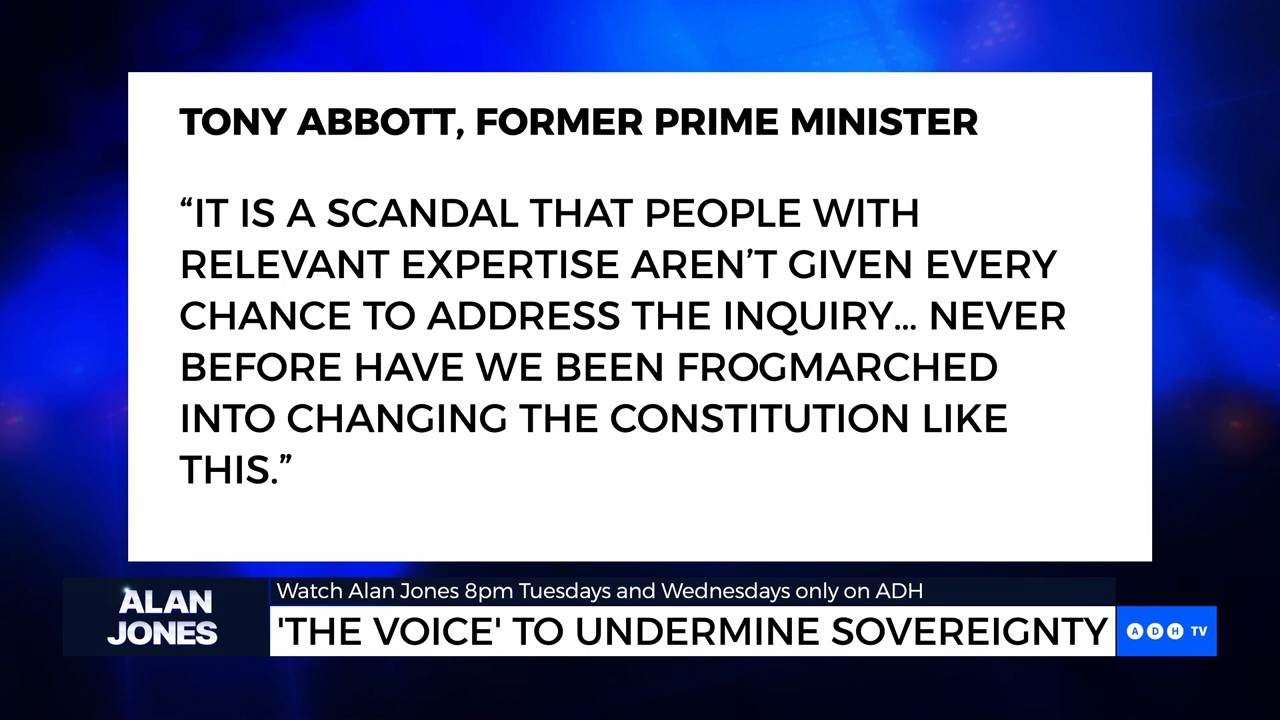 TONY ABBOTT, FORMER PRIME MINISTER
“IT IS A SCANDAL THAT PEOPLE WITH
RELEVANT EXPERTISE AREN’T GIVEN EVERY
CHANCE TO ADDRESS THE INQUIRY... NEVER
BEFORE HAVE WE BEEN FROGMARCHED
INTO CHANGING THE CONSTITUTION LIKE
THIS.”
ALAN
JONES
Watch Alan Jones 8pm Tuesdays and Wednesdays only on ADH
'THE VOICE' TO UNDERMINE SOVEREIGNTY
ADH TV